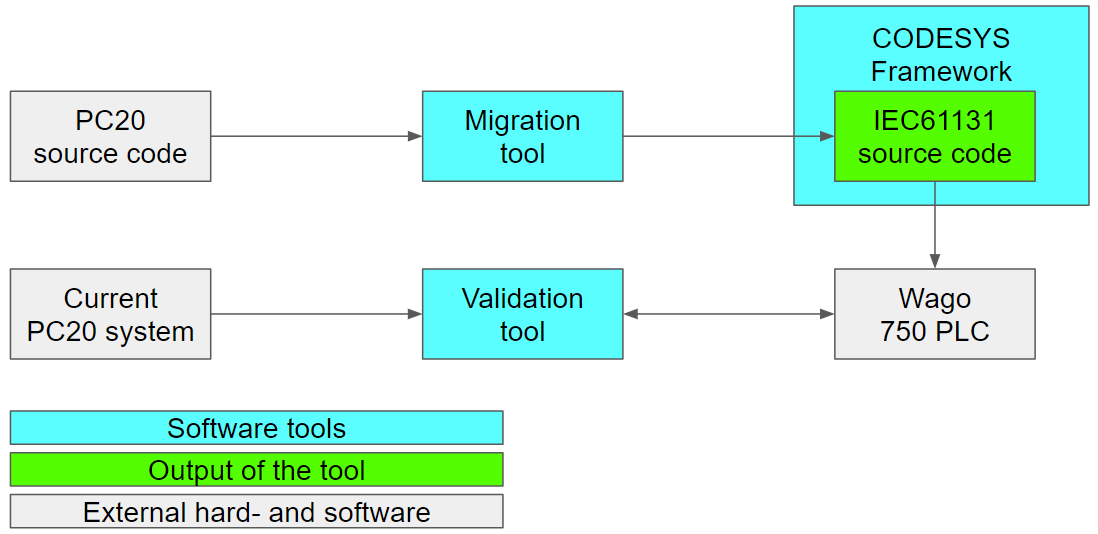 CODESYS
Framework
PC20
source code
Migration
tool
IEC61131
source code
Current
PC20 system
Validation
tool
Wago
750 PLC
Software tools
Output of the tool
External hard- and software